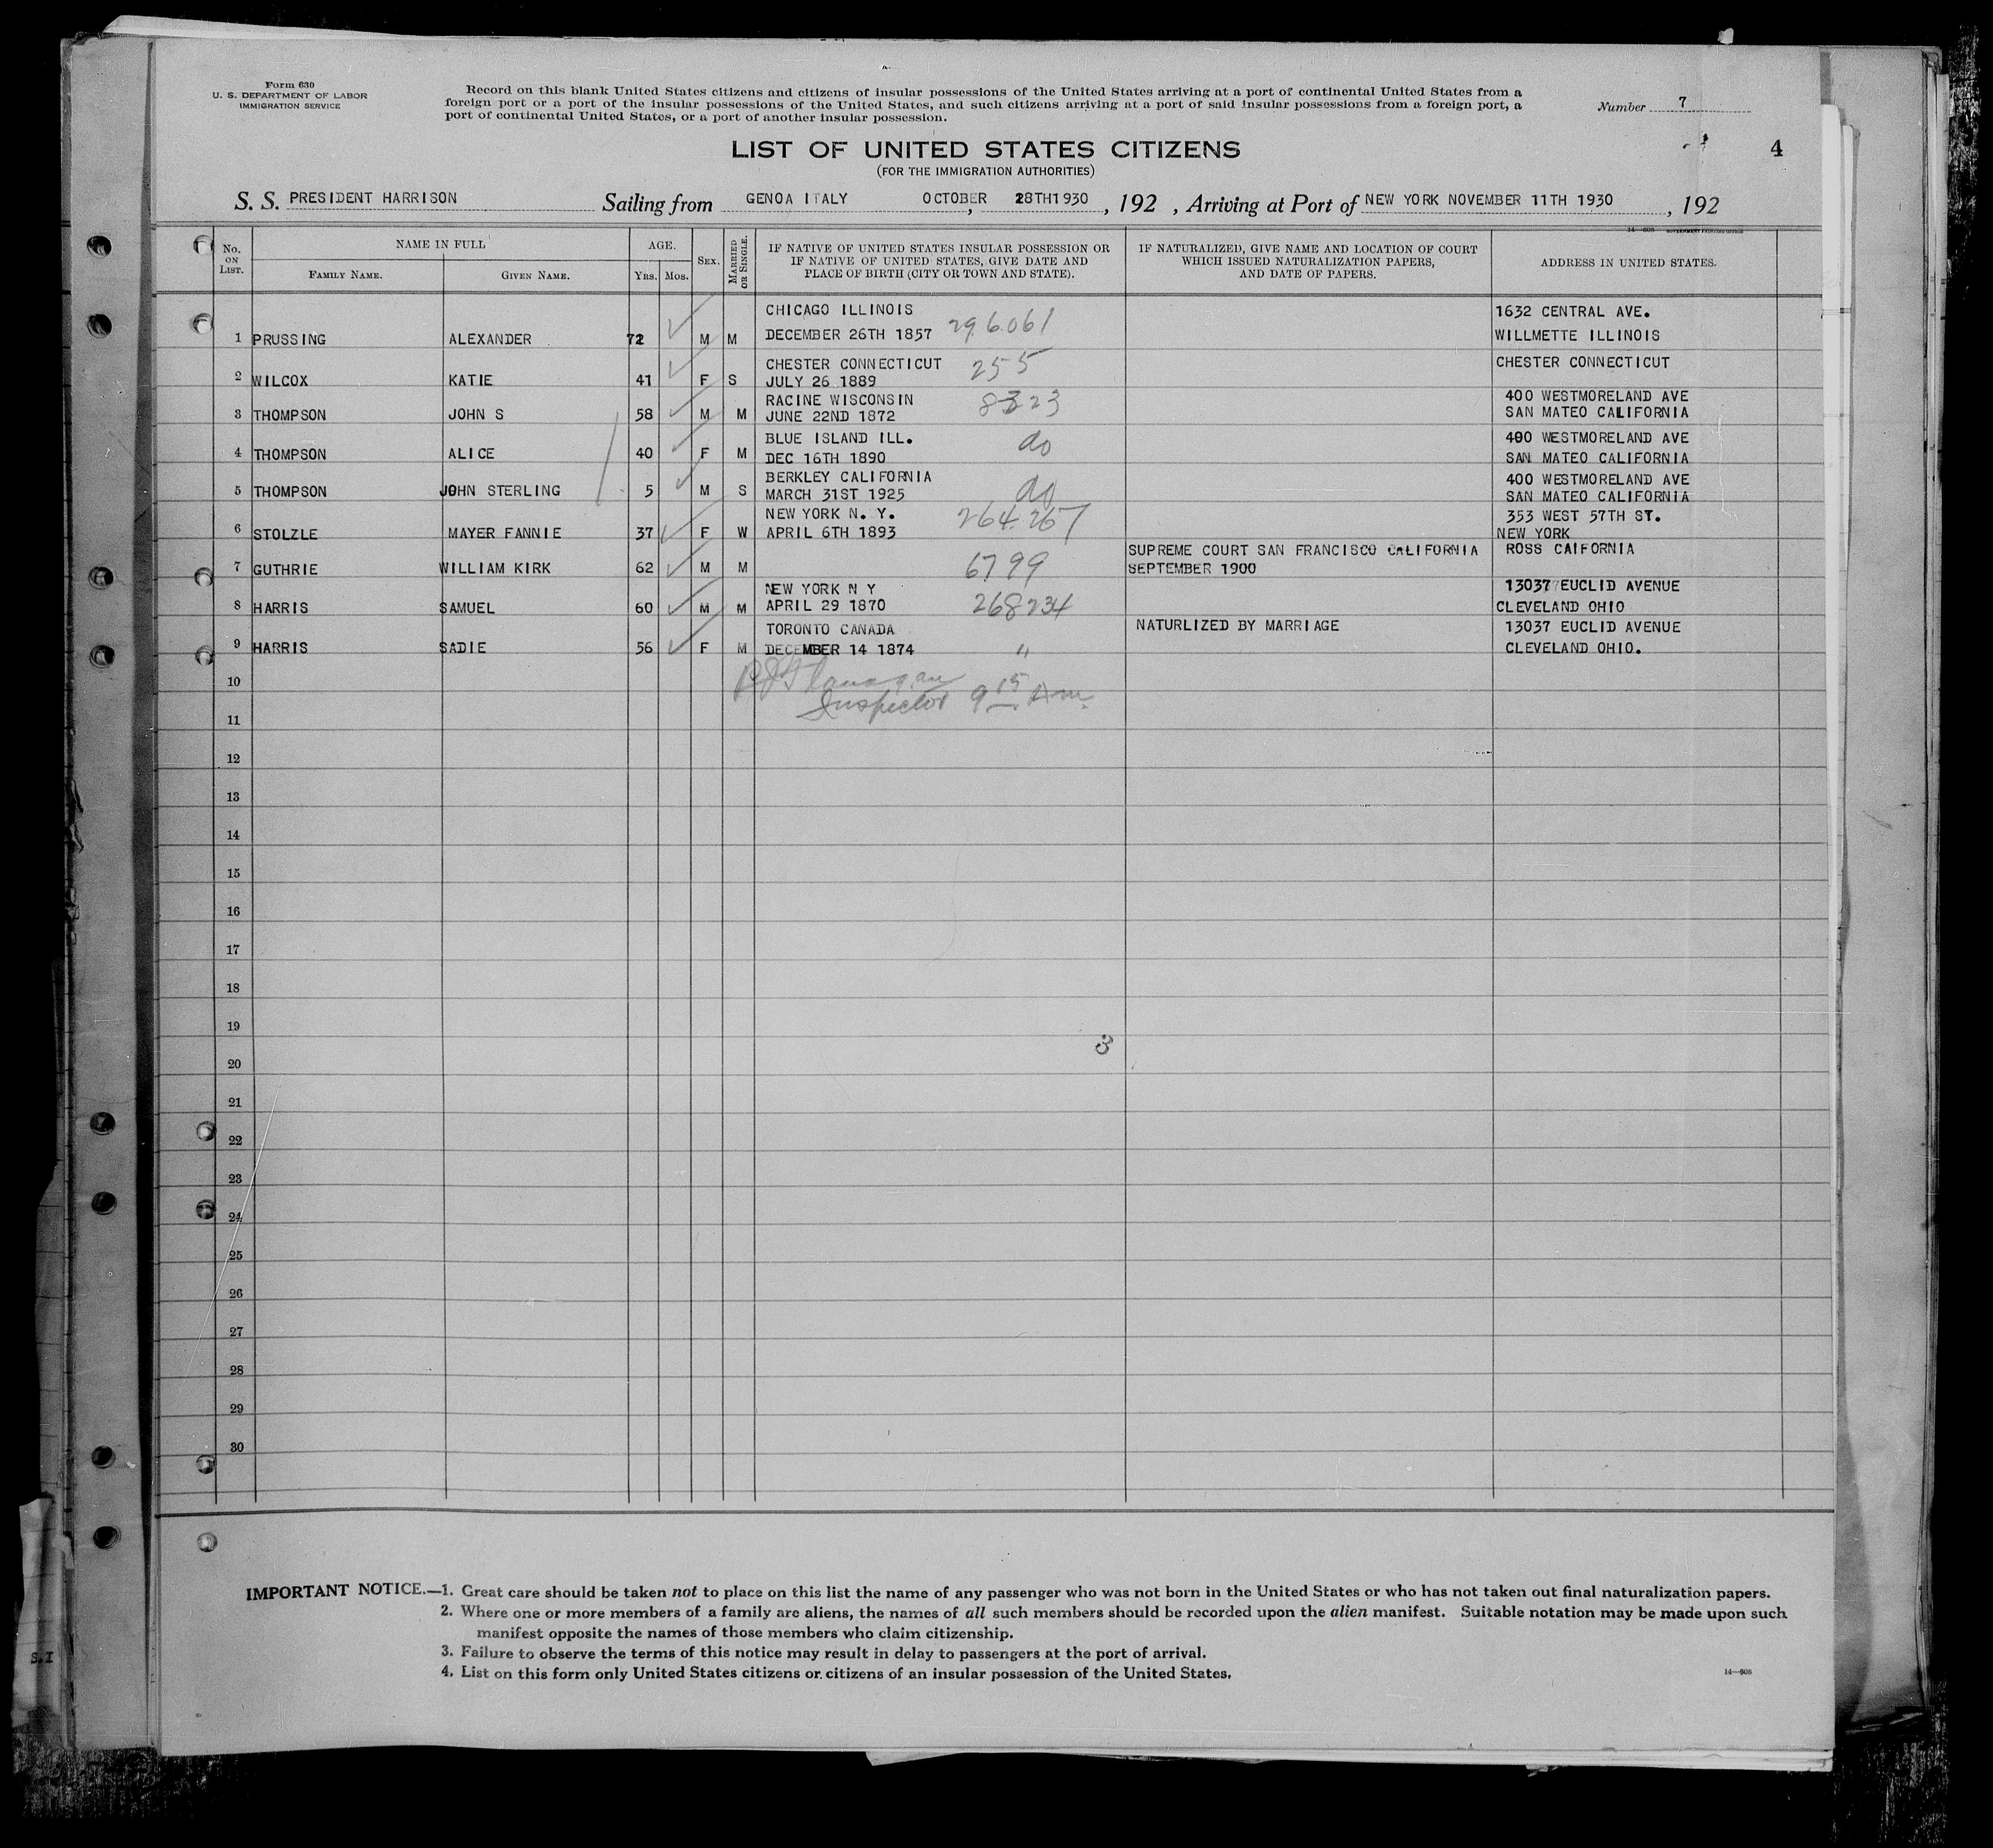 Form 630
U. S. DEPARTMENT OF LABOR
IMMIGRATION SERVICE
Record on this blank United States citizens and citizens of insular possessions of the United States arriving at a port of continental United States from a
foreign port or a port of the insular possessions of the United States, and such citizens arriving at a port of said insular possessions from a foreign port, a
port of continental United States, or a port of another insular possession.
Number 7
4
LIST OF UNITED STATES CITIZENS
(FOR THE IMMIGRATION AUTHORITIES)
S. S. PRESIDENT HARRISON Sailing from GENOA ITALY OCTOBER , 28TH1930 , 192 , Arriving at Port of NEW YORK NOVEMBER 11TH 1930 , 192
14—608 GOVERNMENT PRINTING OFFICE
No. ON LIST.
NAME IN FULL
FAMILY NAME. GIVEN NAME.
AGE.
YRS. MOS.
SEX.
MARRIED OR SINGLE.
IF NATIVE OF UNITED STATES INSULAR POSSESSION OR
IF NATIVE OF UNITED STATES, GIVE DATE AND
PLACE OF BIRTH (CITY OR TOWN AND STATE).
IF NATURALIZED, GIVE NAME AND LOCATION OF COURT
WHICH ISSUED NATURALIZATION PAPERS,
AND DATE OF PAPERS.
ADDRESS IN UNITED STATES.
CHICAGO ILLINOIS 1632 CENTRAL AVE.
1 PRUSSING ALEXANDER 72 M M DECEMBER 26TH 1857 296.061 WILLMETTE ILLINOIS
CHESTER CONNECTICUT 255 CHESTER CONNECTICUT
2 WILCOX KATIE 41 F S JULY 26 1889
RACINE WISCONSIN 8323 400 WESTMORELAND AVE
3 THOMPSON JOHN S 58 M M JUNE 22ND 1872 SAN MATEO CALIFORNIA
BLUE ISLAND ILL. do 400 WESTMORELAND AVE
4 THOMPSON ALICE 40 F M DEC 16TH 1890 SAN MATEO CALIFORNIA
BERKLEY CALIFORNIA 400 WESTMORELAND AVE
5 THOMPSON JOHN STERLING 5 M S MARCH 31ST 1925 do SAN MATEO CALIFORNIA
NEW YORK N. Y. 264.267 353 WEST 57TH ST.
6 STOLZLE MAYER FANNIE 37 F W APRIL 6TH 1893 NEW YORK
SUPREME COURT SAN FRANCISCO CALIFORNIA ROSS CAIFORNIA
7 GUTHRIE WILLIAM KIRK 62 M M 6799 SEPTEMBER 1900
NEW YORK N Y 13037 EUCLID AVENUE
8 HARRIS SAMUEL 60 M M APRIL 29 1870 268234 CLEVELAND OHIO
TORONTO CANADA NATURLIZED BY MARRIAGE 13037 EUCLID AVENUE
9 HARRIS SADIE 56 F M DECEMBER 14 1874 " CLEVELAND OHIO.
10 Flanagan
Inspector 9 15 Am.
11
12
13
14
15
16
17
18
19
3
20
21
22
23
24
25
26
27
28
29
30
IMPORTANT NOTICE.—1. Great care should be taken not to place on this list the name of any passenger who was not born in the United States or who has not taken out final naturalization papers.
2. Where one or more members of a family are aliens, the names of all such members should be recorded upon the alien manifest. Suitable notation may be made upon such
manifest opposite the names of those members who claim citizenship.
3. Failure to observe the terms of this notice may result in delay to passengers at the port of arrival.
4. List on this form only United States citizens or citizens of an insular possession of the United States.
14—608
S.I